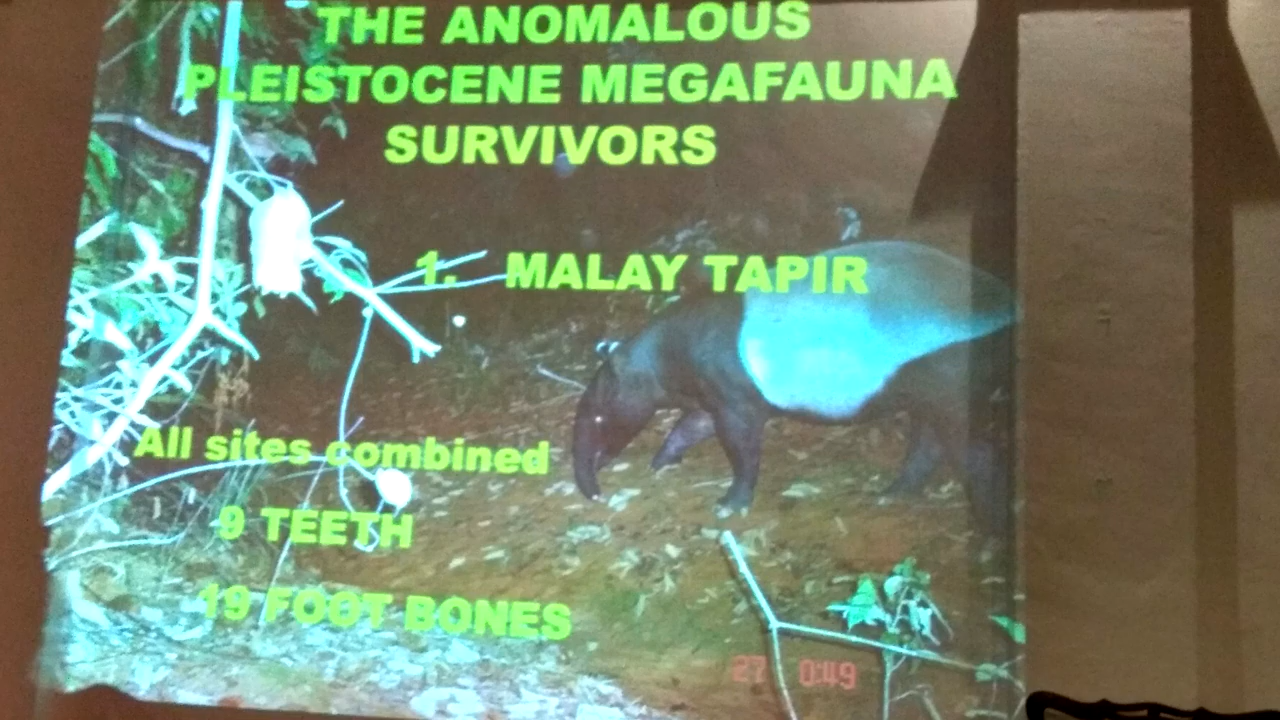 THE ANOMALOUS
PLEISTOCENE MEGAFAUNA
SURVIVORS
1. MALAY TAPIR
All sites combined
9 TEETH
19 FOOT BONES
27 0:49